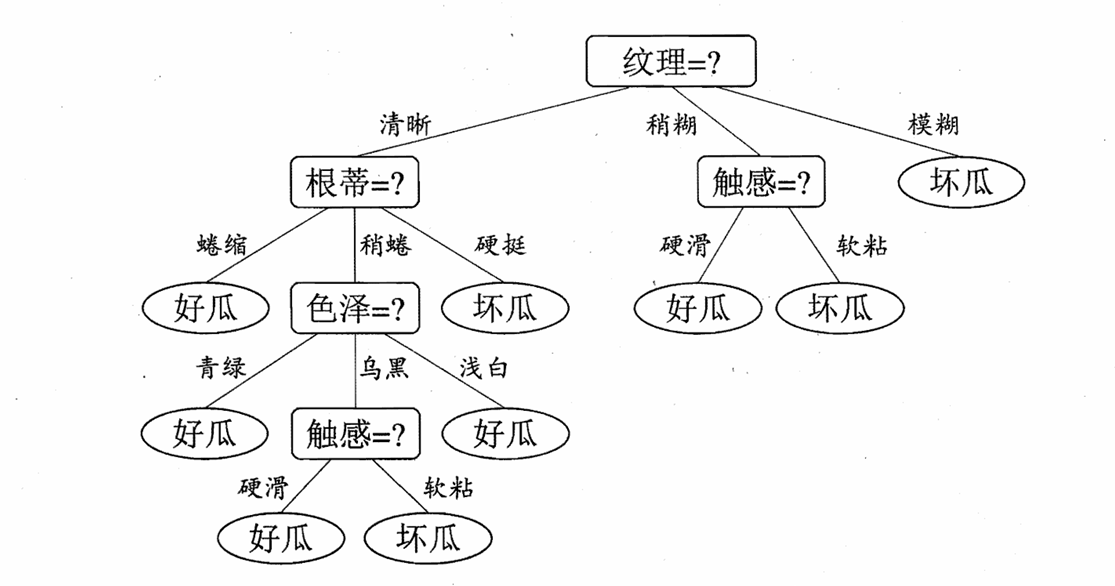 纹理=?
清晰 稍糊 模糊
根蒂=? 触感=? 坏瓜
蜷缩 稍蜷 硬挺 硬滑 软粘
好瓜 色泽=? 坏瓜 好瓜 坏瓜
青绿 乌黑 浅白
好瓜 触感=? 好瓜
硬滑 软粘
好瓜 坏瓜